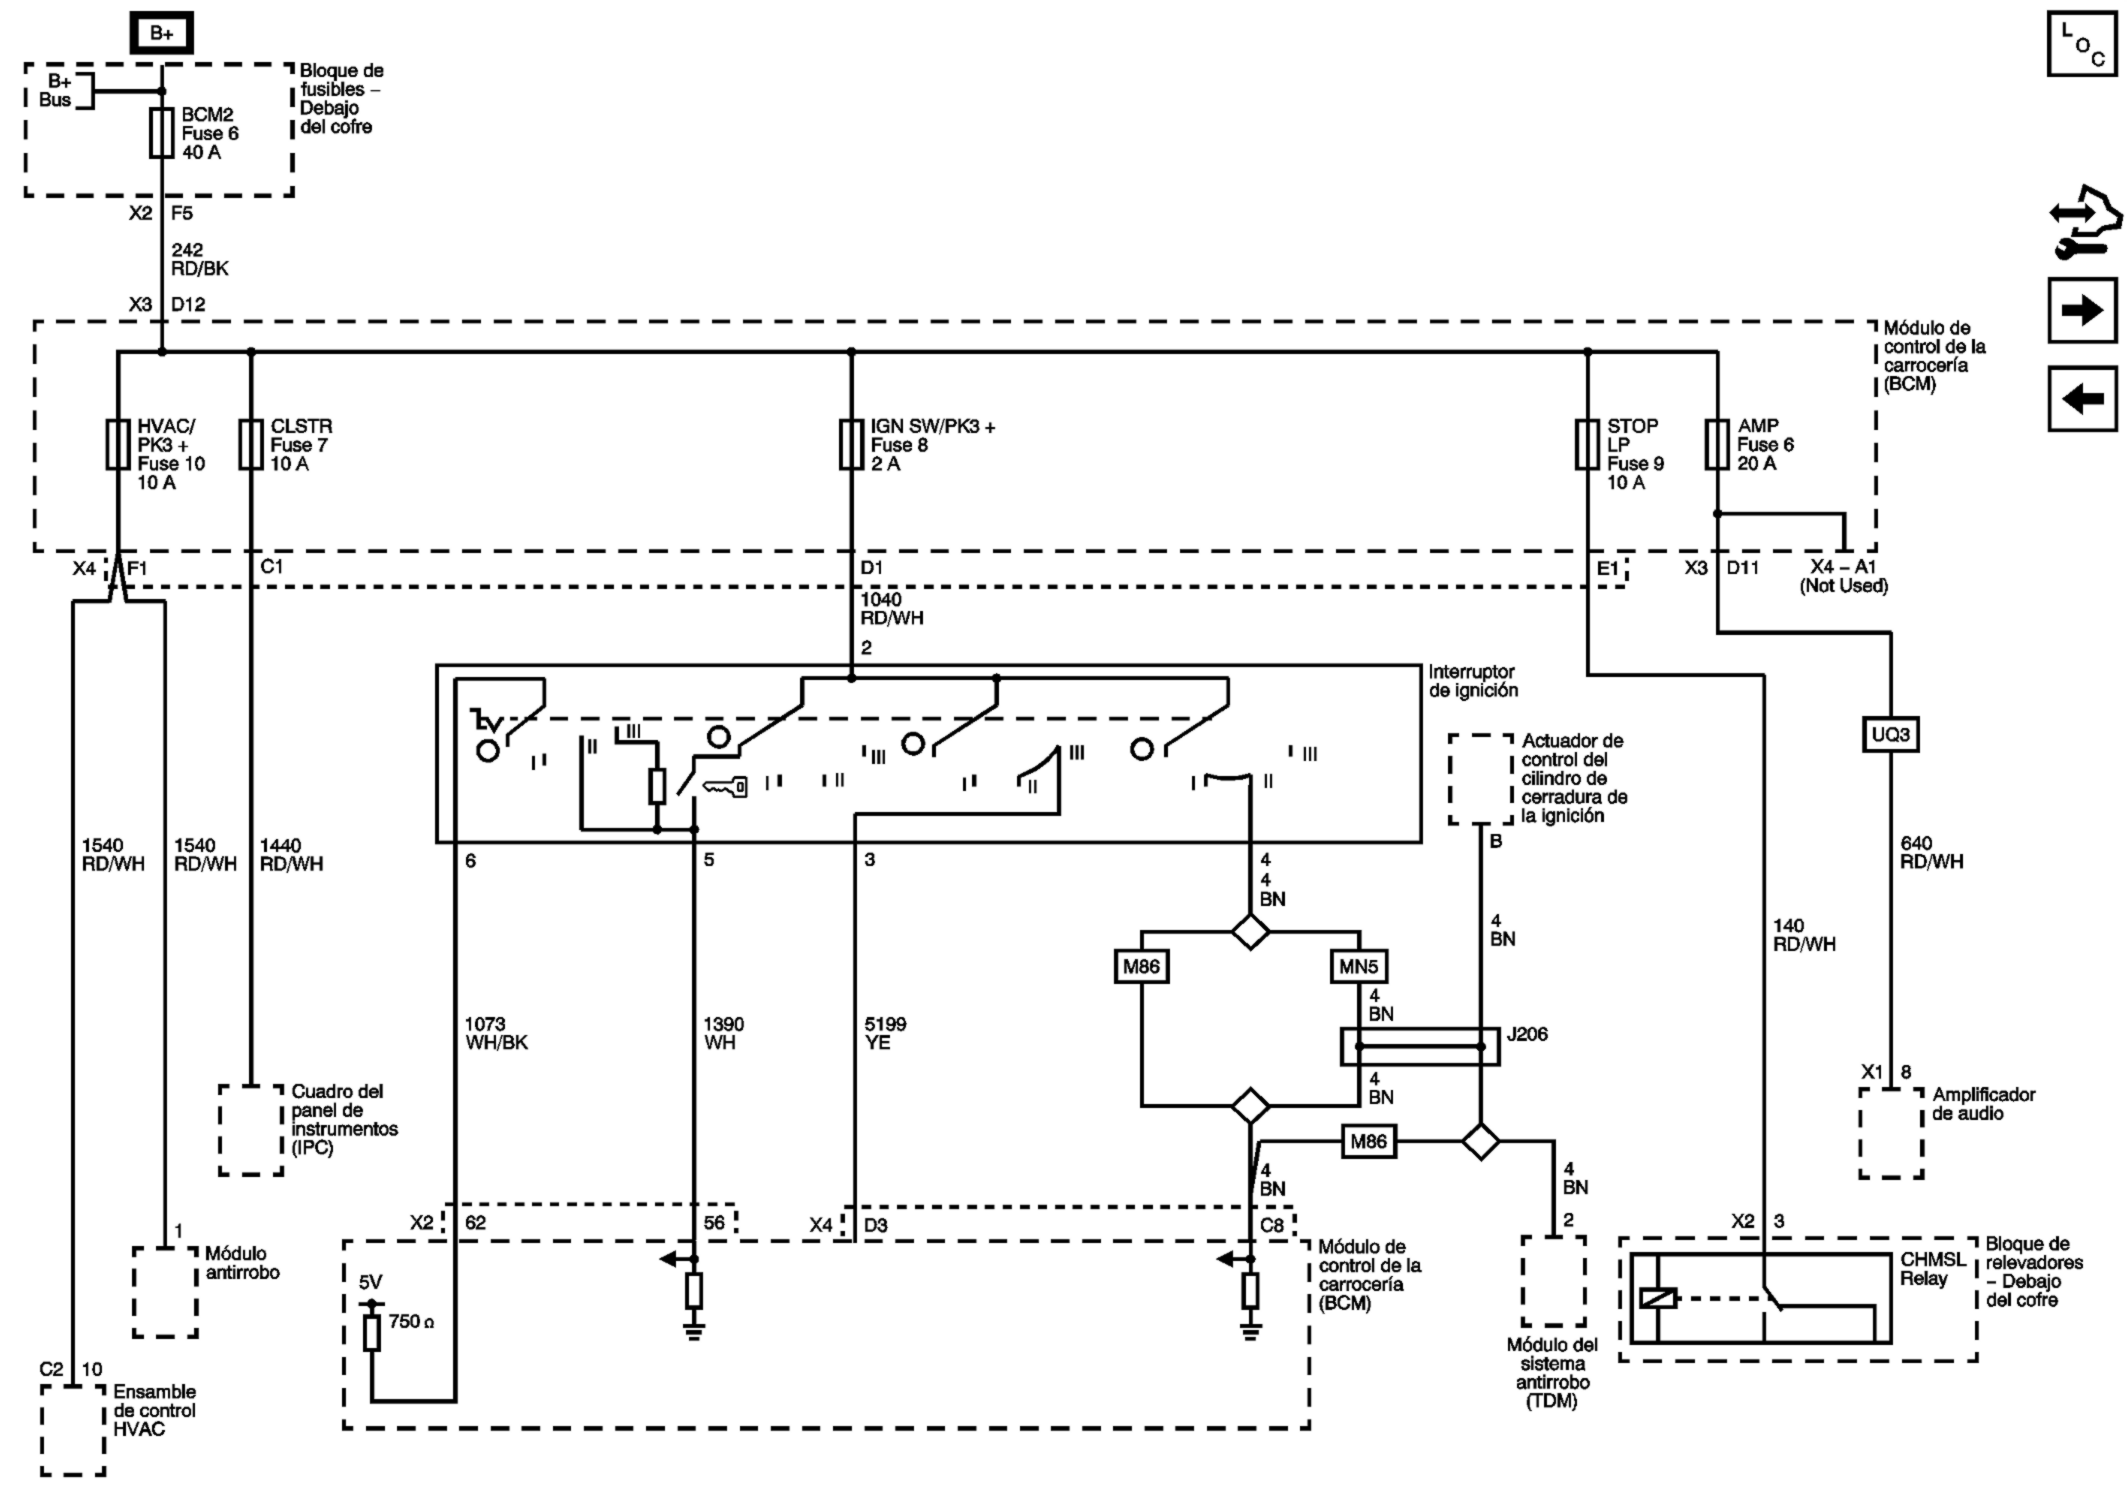 B+
L
O
C
B+
Bus
BCM2
Fuse 6
40 A
Bloque de
fusibles –
Debajo
del cofre
X2 F5
242
RD/BK
X3 D12
Módulo de
control de la
carrocería
(BCM)
HVAC/
PK3 +
Fuse 10
10 A
CLSTR
Fuse 7
10 A
IGN SW/PK3 +
Fuse 8
2 A
STOP
LP
Fuse 9
10 A
AMP
Fuse 6
20 A
X4 F1
C1
D1
E1
X3 D11
X4 – A1
(Not Used)
1040
RD/WH
2
Interruptor
de ignición
I
II
III
I
II
III
I
II
III
I
II
III
UQ3
Actuador de
control del
cilindro de
cerradura de
la ignición
B
1540
RD/WH
1540
RD/WH
1440
RD/WH
6
5
3
4
4
BN
640
RD/WH
4
BN
140
RD/WH
M86
MN5
4
BN
1073
WH/BK
1390
WH
5199
YE
J206
4
BN
X1 8
Amplificador
de audio
Cuadro del
panel de
instrumentos
(IPC)
M86
4
BN
4
BN
1
X2 62
56
X4 D3
C8
2
X2 3
Módulo
antirrobo
Módulo de
control de la
carrocería
(BCM)
CHMSL
Relay
Bloque de
relevadores
– Debajo
del cofre
5V
750 Ω
Módulo del
sistema
antirrobo
(TDM)
C2 10
Ensamble
de control
HVAC